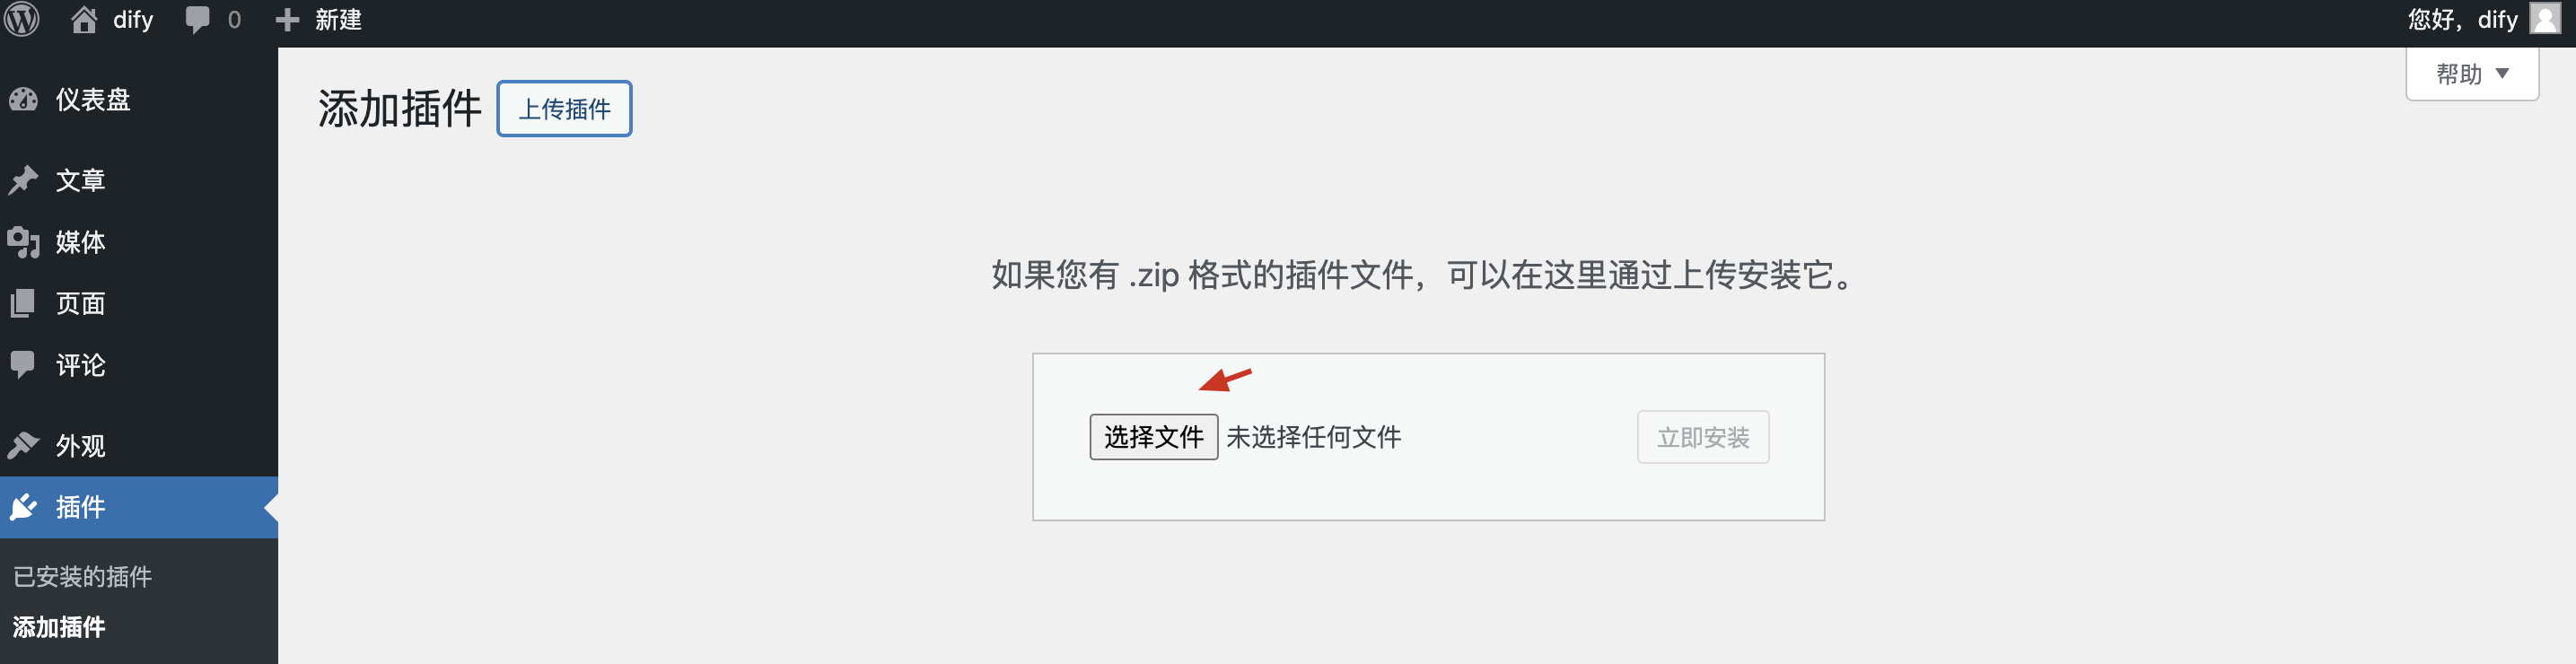 dify 0 新建 您好，dify
帮助
仪表盘
文章
媒体
页面
评论
外观
插件
已安装的插件
添加插件
添加插件 上传插件
如果您有 .zip 格式的插件文件，可以在这里通过上传安装它。
选择文件 未选择任何文件 立即安装